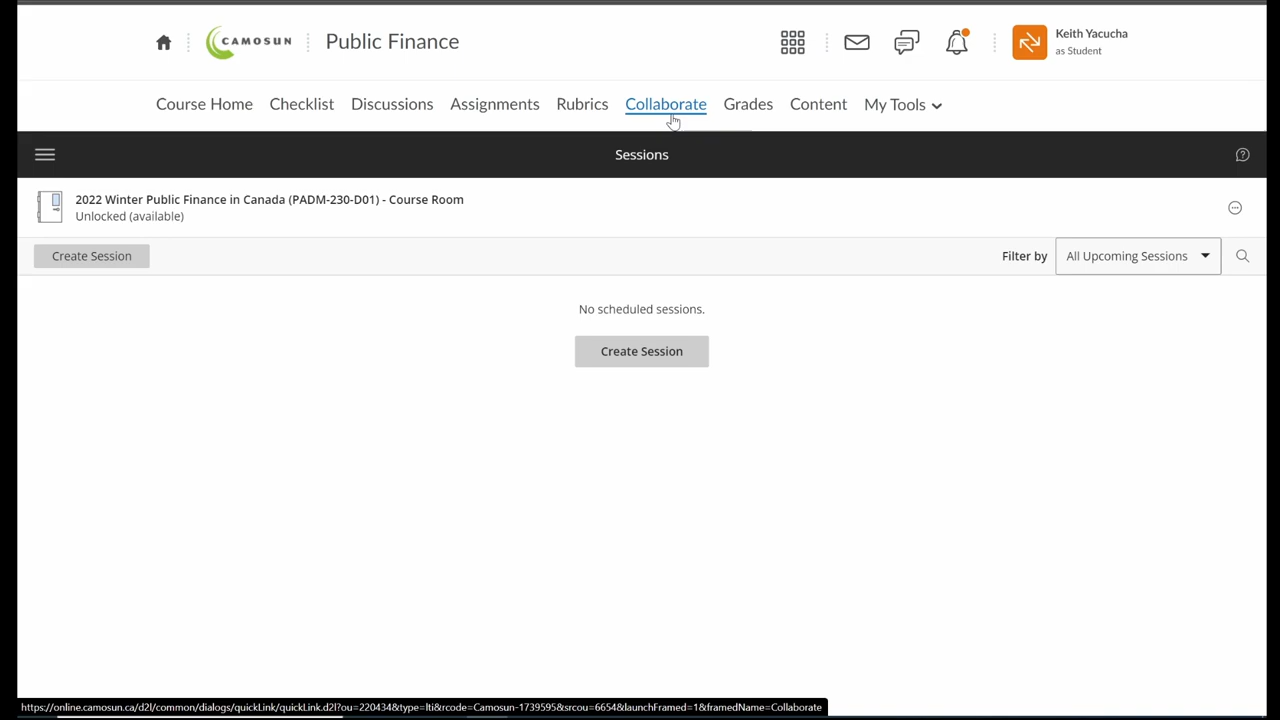 CAMOSUN
Public Finance
Keith Yacucha
as Student
Course Home Checklist Discussions Assignments Rubrics Collaborate Grades Content My Tools
Sessions
2022 Winter Public Finance in Canada (PADM-230-D01) - Course Room
Unlocked (available)
Create Session
Filter by All Upcoming Sessions
No scheduled sessions.
Create Session
https://online.camosun.ca/d2l/common/dialogs/quickLink/quickLink.d2l?ou=220434&type=lti&rcode=Camosun-1739595&srcou=6654&launchFramed=1&framedName=Collaborate